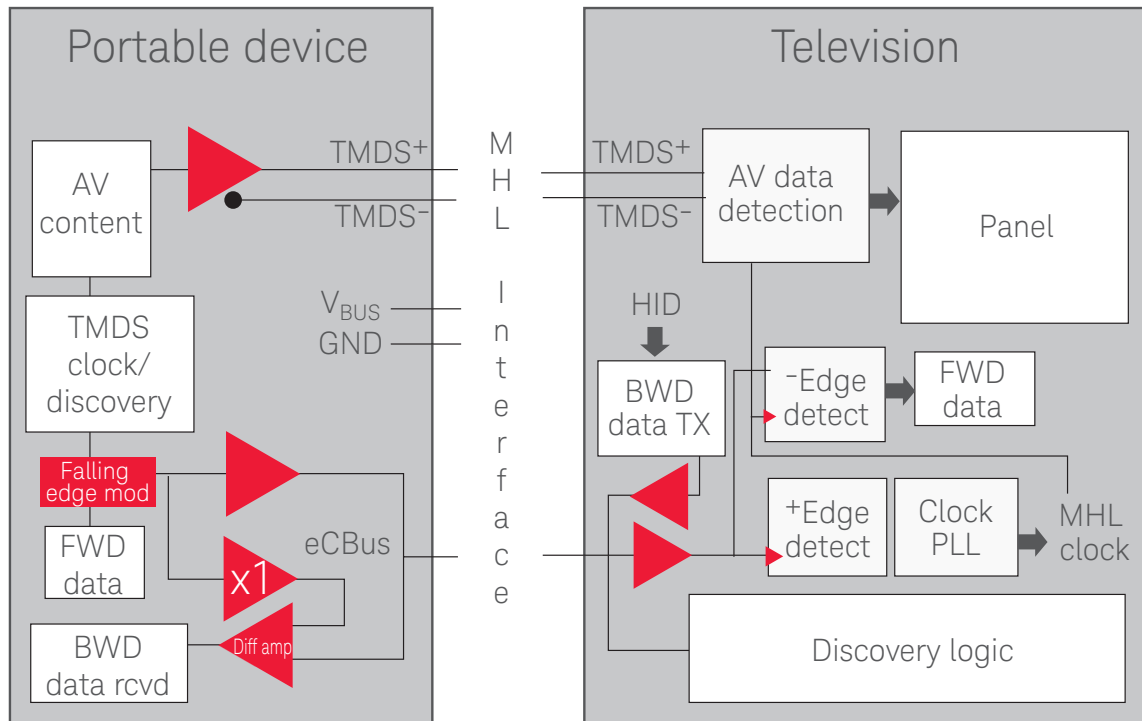 Portable device
AV
content
TMDS+
TMDS-
TMDS
clock/
discovery
VBUS
GND
Falling
edge mod
FWD
data
x1
eCBus
Diff amp
BWD
data rcvd
MHL Interface
Television
TMDS+
TMDS-
AV data
detection
Panel
HID
BWD
data TX
-Edge
detect
FWD
data
+Edge
detect
Clock
PLL
MHL
clock
Discovery logic